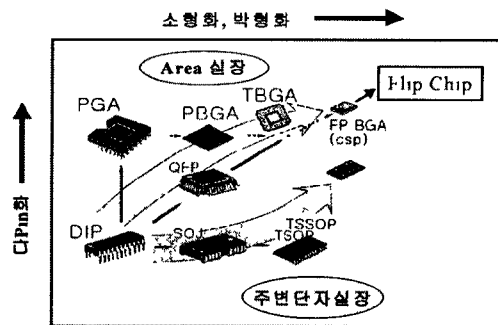 소형화, 박형화
Area 실장
Flip Chip
TBGA
PGA
PBGA
FP BGA
(csp)
QFP
다Pin화
DIP
SOJ
TSSOP
TSOP
주변단자실장